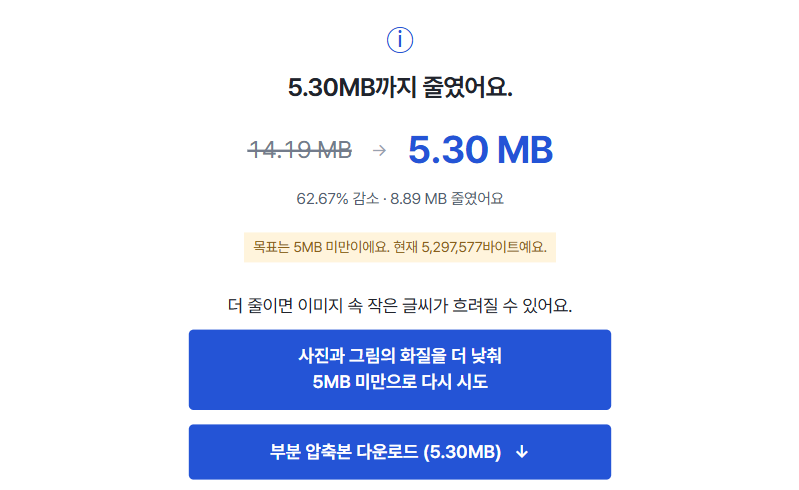 5.30MB까지 줄였어요.
14.19 MB → 5.30 MB
62.67% 감소 · 8.89 MB 줄였어요
목표는 5MB 미만이에요. 현재 5,297,577바이트예요.
더 줄이면 이미지 속 작은 글씨가 흐려질 수 있어요.
사진과 그림의 화질을 더 낮춰
5MB 미만으로 다시 시도
부분 압축본 다운로드 (5.30MB) ↓